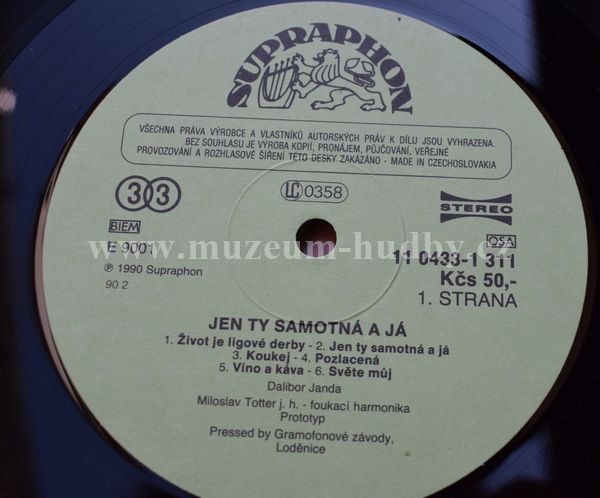 SUPRAPHON
VŠECHNA PRÁVA VÝROBCE A VLASTNÍKŮ AUTORSKÝCH PRÁV K DÍLU JSOU VYHRAZENA.
BEZ SOUHLASU JE VÝROBA KOPIÍ, PRONÁJEM, PŮJČOVÁNÍ, VEŘEJNÉ
PROVOZOVÁNÍ A ROZHLASOVÉ ŠÍŘENÍ TÉTO DESKY ZAKÁZÁNO - MADE IN CZECHOSLOVAKIA
33
LC 0358
STEREO
BIEM
OSA
E 9001
www.muzeum-hudby.cz
11 0433-1 311
℗ 1990 Supraphon
Kčs 50,-
90 2
1. STRANA
JEN TY SAMOTNÁ A JÁ
1. Život je ligové derby - 2. Jen ty samotná a já
3. Koukej - 4. Pozlacená
5. Víno a káva - 6. Světe můj
Dalibor Janda
Miloslav Totter j. h. - foukací harmonika
Prototyp
Pressed by Gramofonové závody,
Loděnice